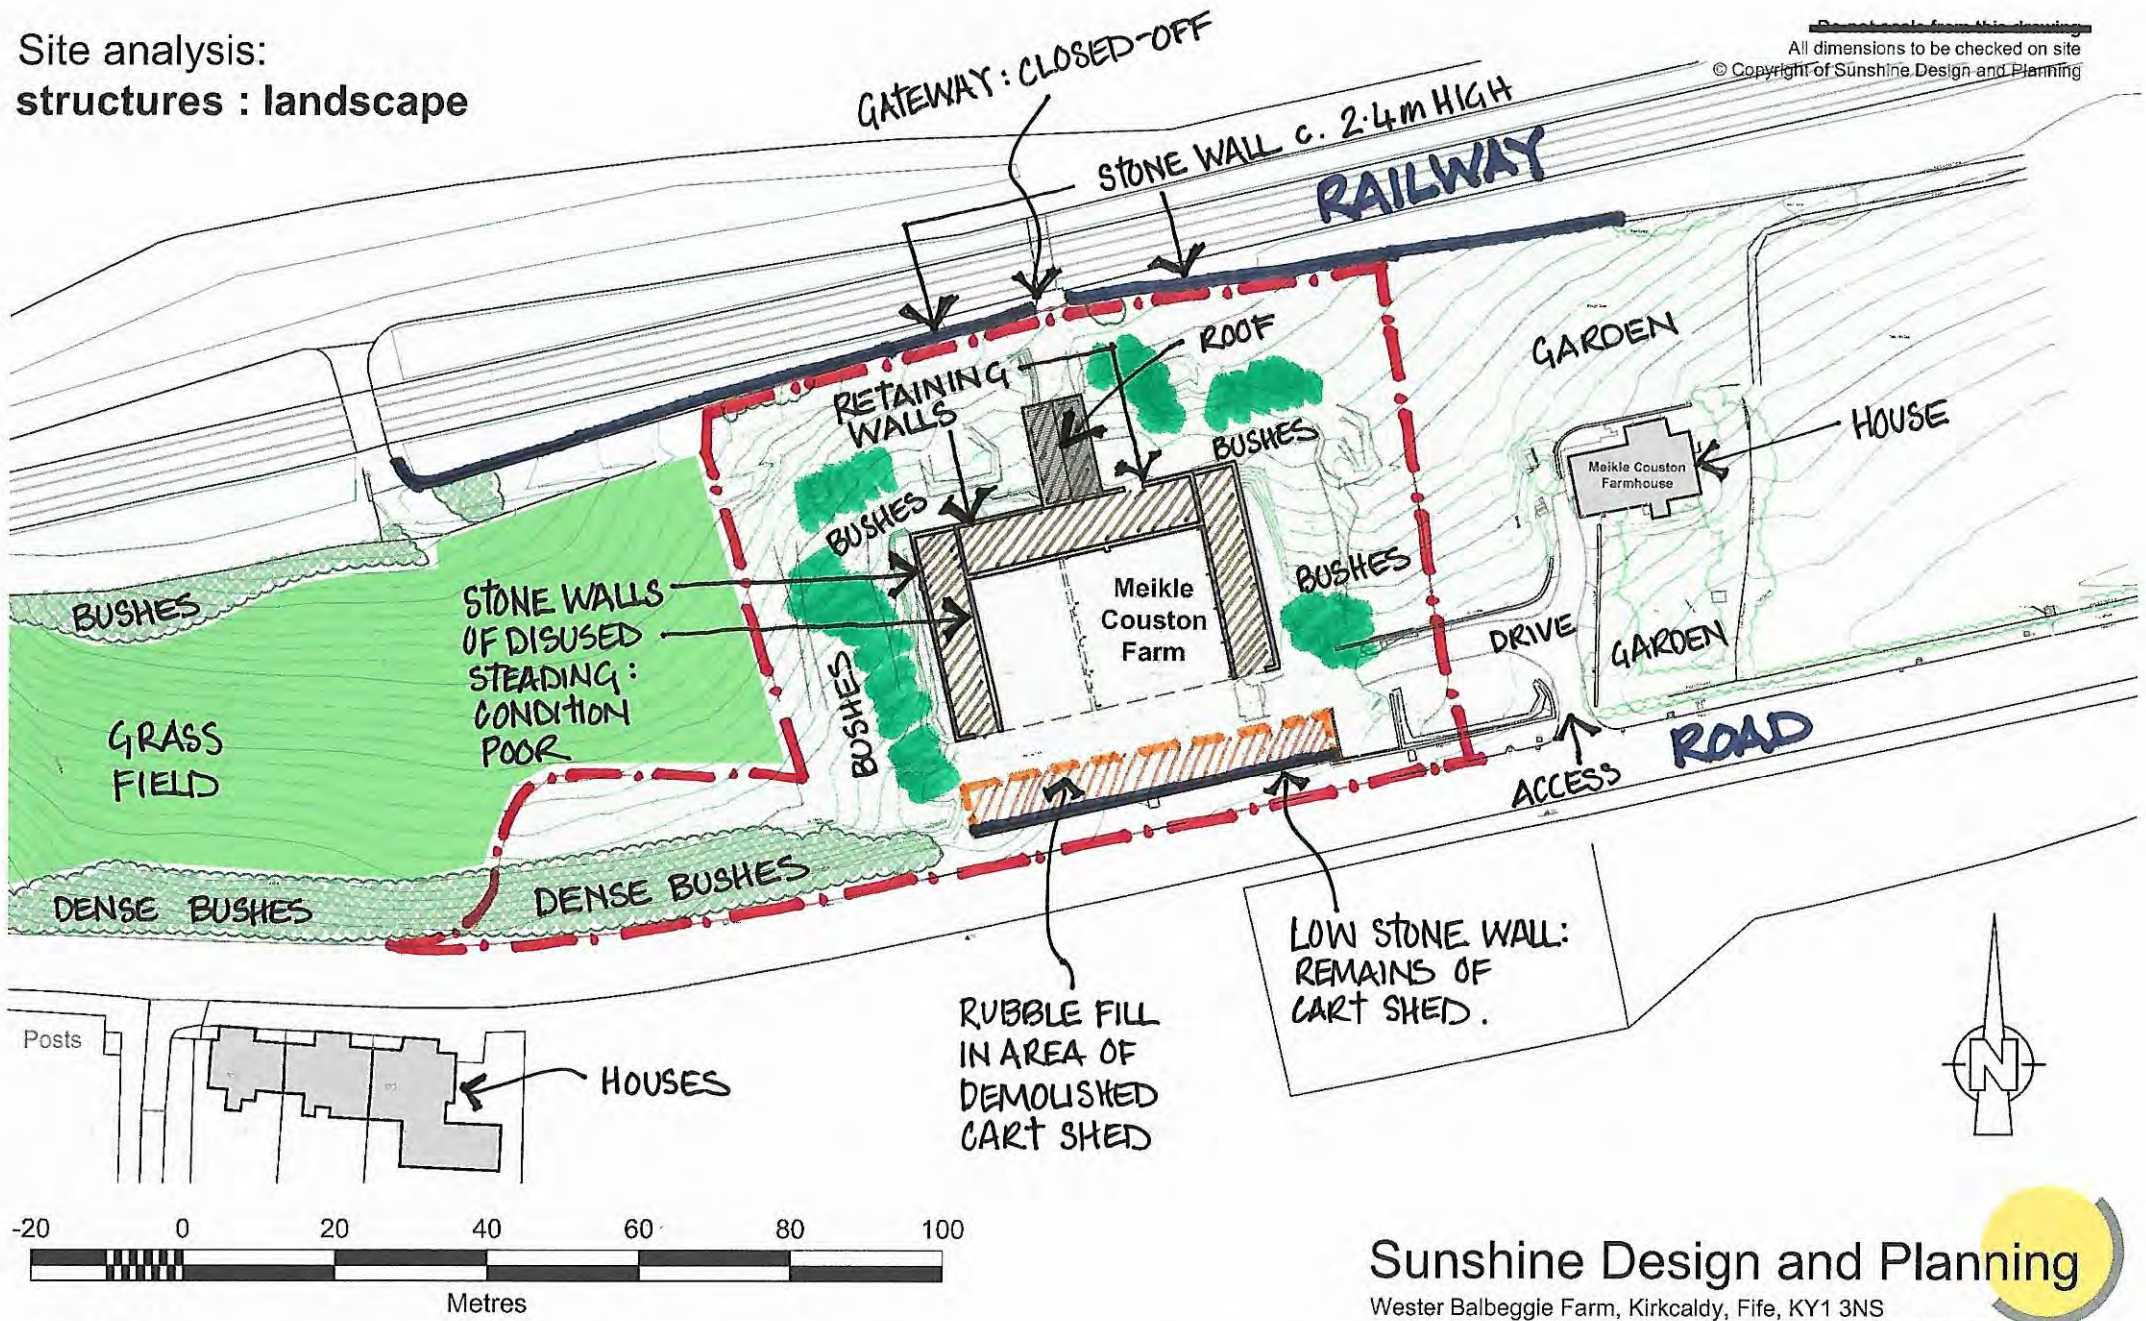 Site analysis:
structures : landscape
Do not scale from this drawing
All dimensions to be checked on site
© Copyright of Sunshine Design and Planning
GATEWAY: CLOSED-OFF
STONE WALL c. 2.4m HIGH
RAILWAY
ROOF
RETAINING
WALLS
GARDEN
HOUSE
Meikle Couston
Farmhouse
BUSHES
BUSHES
BUSHES
BUSHES
BUSHES
STONE WALLS
OF DISUSED
STEADING:
CONDITION
POOR
Meikle
Couston
Farm
DRIVE
GARDEN
GRASS
FIELD
ROAD
ACCESS
DENSE BUSHES
DENSE BUSHES
LOW STONE WALL:
REMAINS OF
CART SHED.
RUBBLE FILL
IN AREA OF
DEMOLISHED
CART SHED
Posts
HOUSES
N
-20 0 20 40 60 80 100
Metres
Sunshine Design and Planning
Wester Balbeggie Farm, Kirkcaldy, Fife, KY1 3NS